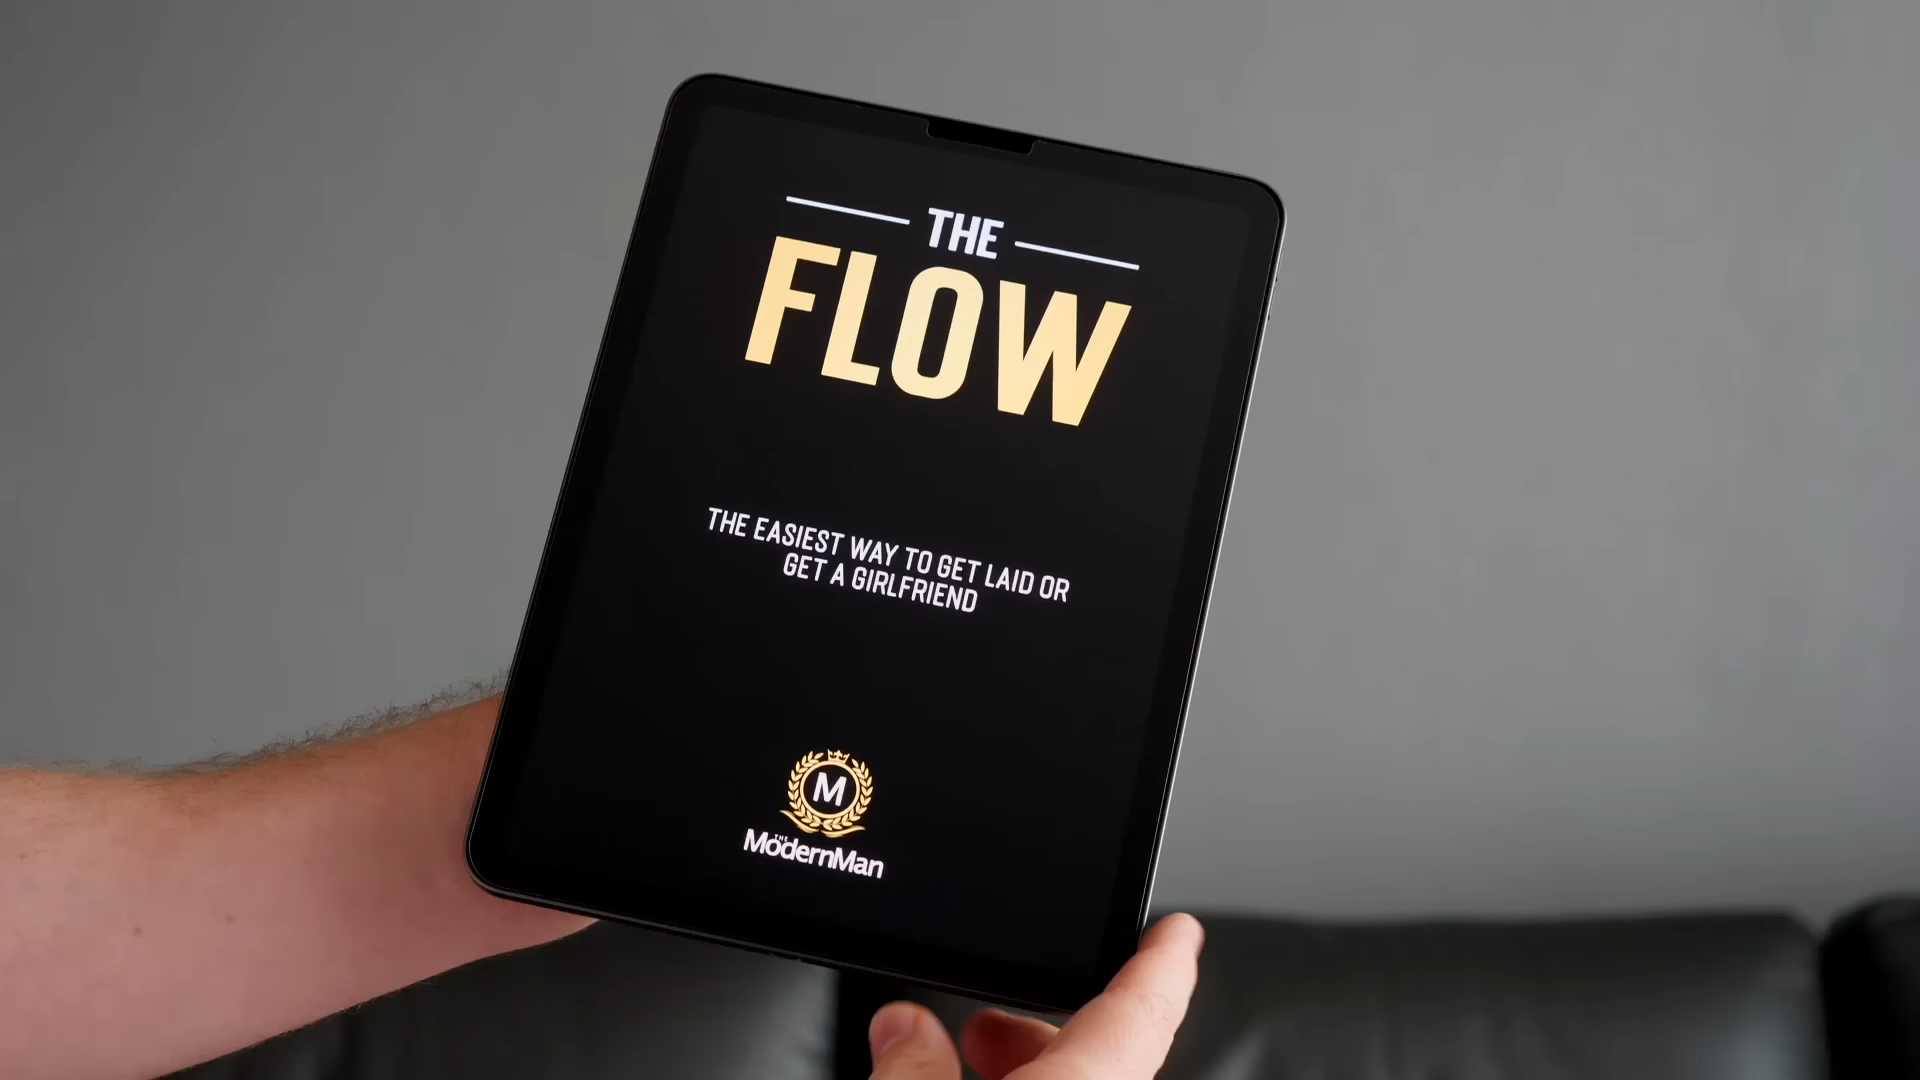 THE
FLOW
THE EASIEST WAY TO GET LAID OR
GET A GIRLFRIEND
M
THE
ModernMan